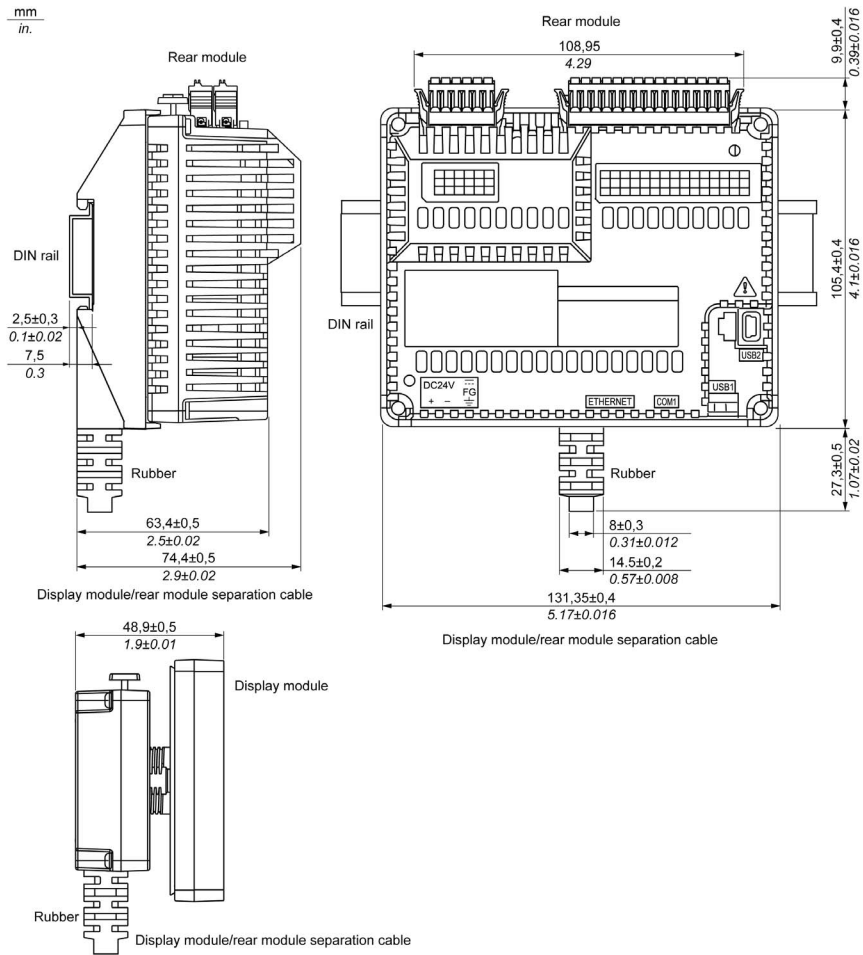 mm
in.
Rear module
108,95
4.29
9,9±0,4
0.39±0.016
Rear module
DIN rail
2,5±0,3
0.1±0.02
7,5
0.3
DIN rail
105,4±0,4
4.1±0.016
USB2
USB1
DC24V
FG
+ –
ETHERNET
COM1
Rubber
Rubber
27,3±0,5
1.07±0.02
63,4±0,5
2.5±0.02
74,4±0,5
2.9±0.02
Display module/rear module separation cable
8±0,3
0.31±0.012
14.5±0,2
0.57±0.008
131,35±0,4
5.17±0.016
Display module/rear module separation cable
48,9±0,5
1.9±0.01
Display module
Rubber
Display module/rear module separation cable